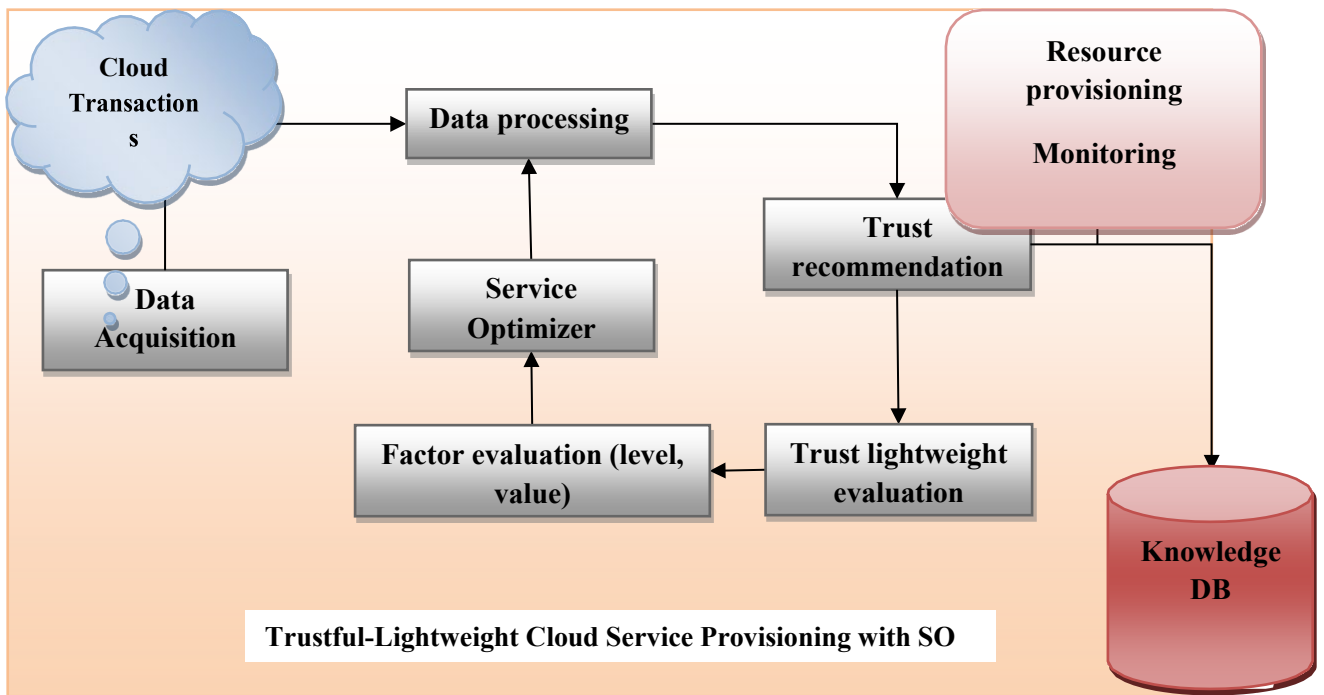 Cloud
Transaction
s
Data processing
Resource
provisioning
Monitoring
Trust
recommendation
Data
Acquisition
Service
Optimizer
Factor evaluation (level,
value)
Trust lightweight
evaluation
Knowledge
DB
Trustful-Lightweight Cloud Service Provisioning with SO